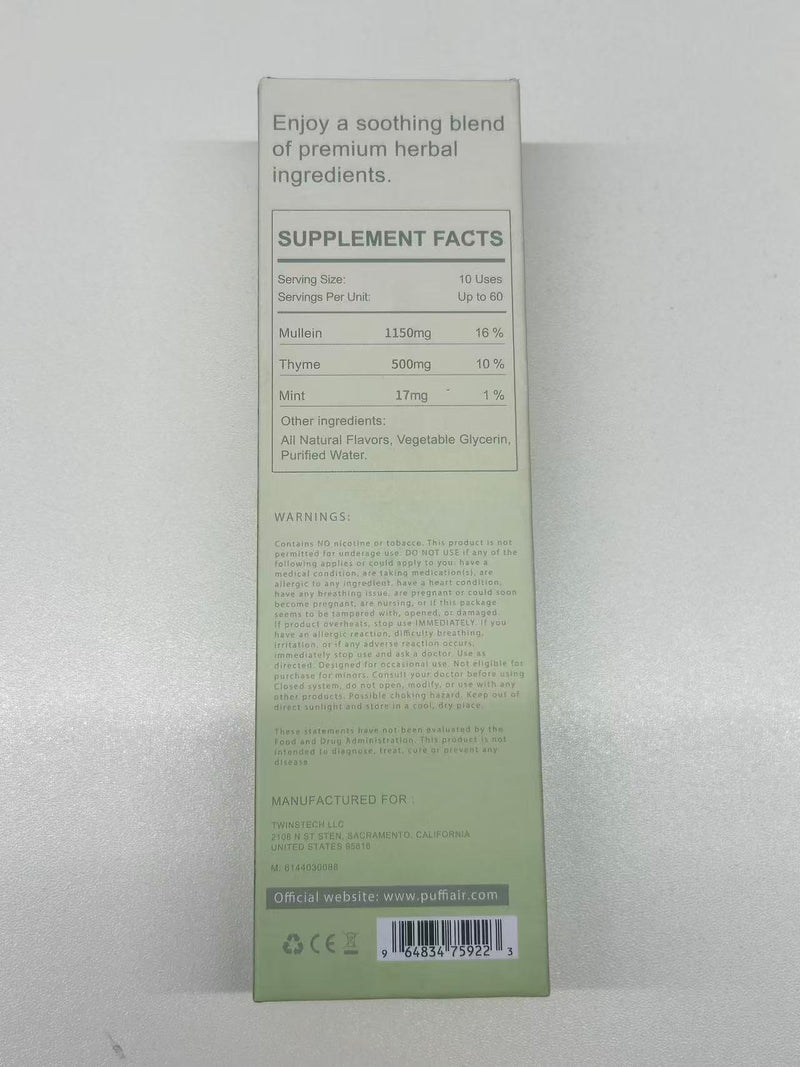 Enjoy a soothing blend
of premium herbal
ingredients.
SUPPLEMENT FACTS
Serving Size: 10 Uses
Servings Per Unit: Up to 60
Mullein 1150mg 16 %
Thyme 500mg 10 %
Mint 17mg 1 %
Other ingredients:
All Natural Flavors, Vegetable Glycerin,
Purified Water.
WARNINGS:
Contains NO nicotine or tobacco. This product is not
permitted for underage use. DO NOT USE if any of the
following applies or could apply to you: have a
medical condition, are taking medication(s), are
allergic to any ingredient, have a heart condition,
have any breathing issue, are pregnant or could soon
become pregnant, are nursing, or if this package
seems to be tampered with, opened, or damaged.
If product overheats, stop use IMMEDIATELY. If you
have an allergic reaction, difficulty breathing,
irritation, or if any adverse reaction occurs,
immediately stop use and ask a doctor. Use as
directed. Designed for occasional use. Not eligible for
purchase for minors. Consult your doctor before using
Closed system, do not open, modify, or use with any
other products. Possible choking hazard. Keep out of
direct sunlight and store in a cool, dry place.
These statements have not been evaluated by the
Food and Drug Administration. This product is not
intended to diagnose, treat, cure or prevent any
disease.
MANUFACTURED FOR :
TWINSTECH LLC
2108 N ST STEN, SACRAMENTO, CALIFORNIA
UNITED STATES 95816
M: 6144030088
Official website: www.puffiair.com
CE
9 64834 75922 3